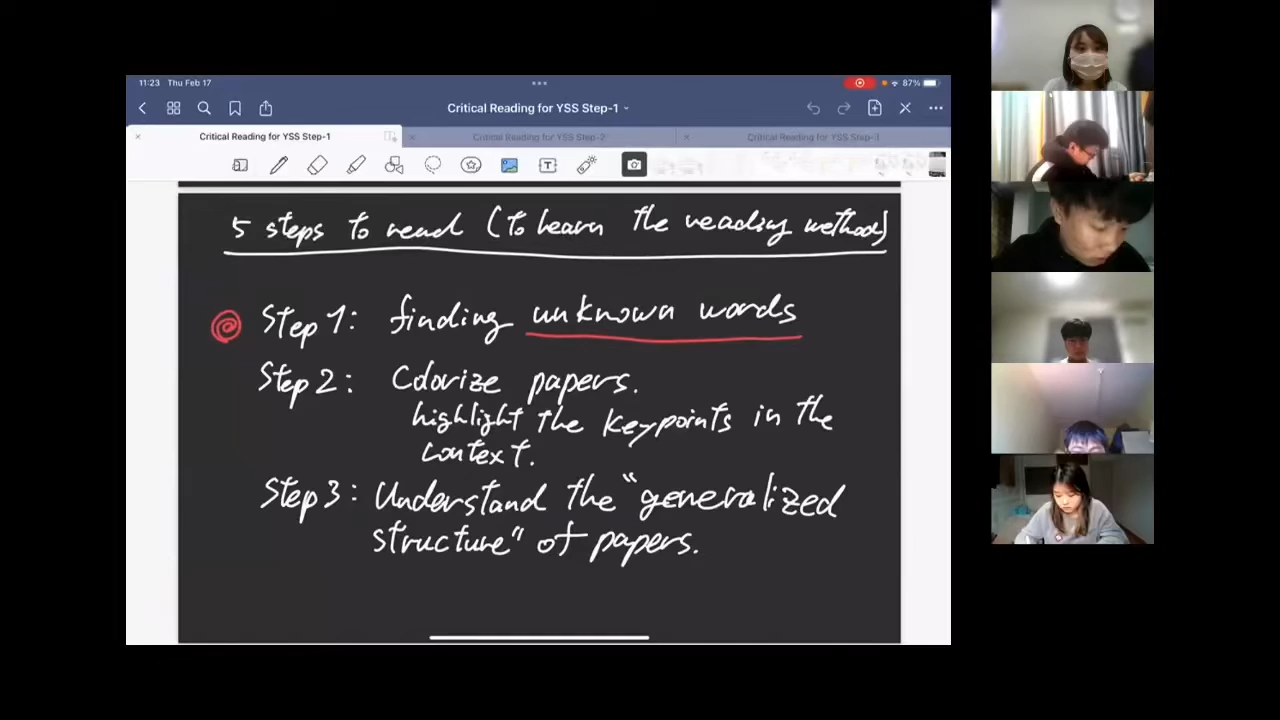 11:23 Thu Feb 17
87%
Critical Reading for YSS Step-1
Critical Reading for YSS Step-1
Critical Reading for YSS Step-2
Critical Reading for YSS Step-3
5 steps to read (to learn the reading methods)
Step 1: finding unknown words
Step 2: Colorize papers.
highlight the keypoints in the
context.
Step 3: Understand the "generalized
structure" of papers.